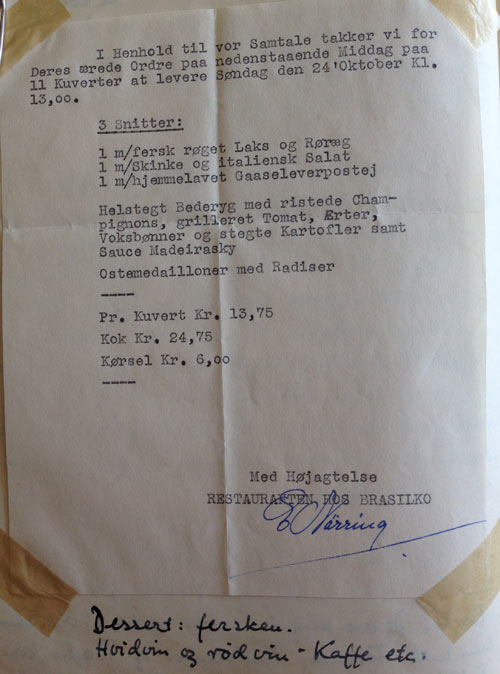 I Henhold til vor Samtale takker vi for
Deres ærede Ordre paa nedenstaaende Middag paa
11 Kuverter at levere Søndag den 24'Oktober Kl.
13,oo.
3 Snitter:
1 m/fersk røget Laks og Røræg
1 m/Skinke og italiensk Salat
1 m/hjemmelavet Gaaseleverpostej
Helstegt Bederyg med ristede Cham-
pignons, grilleret Tomat, Ærter,
Voksbønner og stegte Kartofler samt
Sauce Madeirasky
Ostemedailloner med Radiser
----
Pr. Kuvert Kr. 13,75
Kok Kr. 24,75
Kørsel Kr. 6,oo
----
Med Højagtelse
RESTAURANTEN HOS BRASILKO
E Nörring
Dessert: fersken.
Hvidvin og rödvin - Kaffe etc.